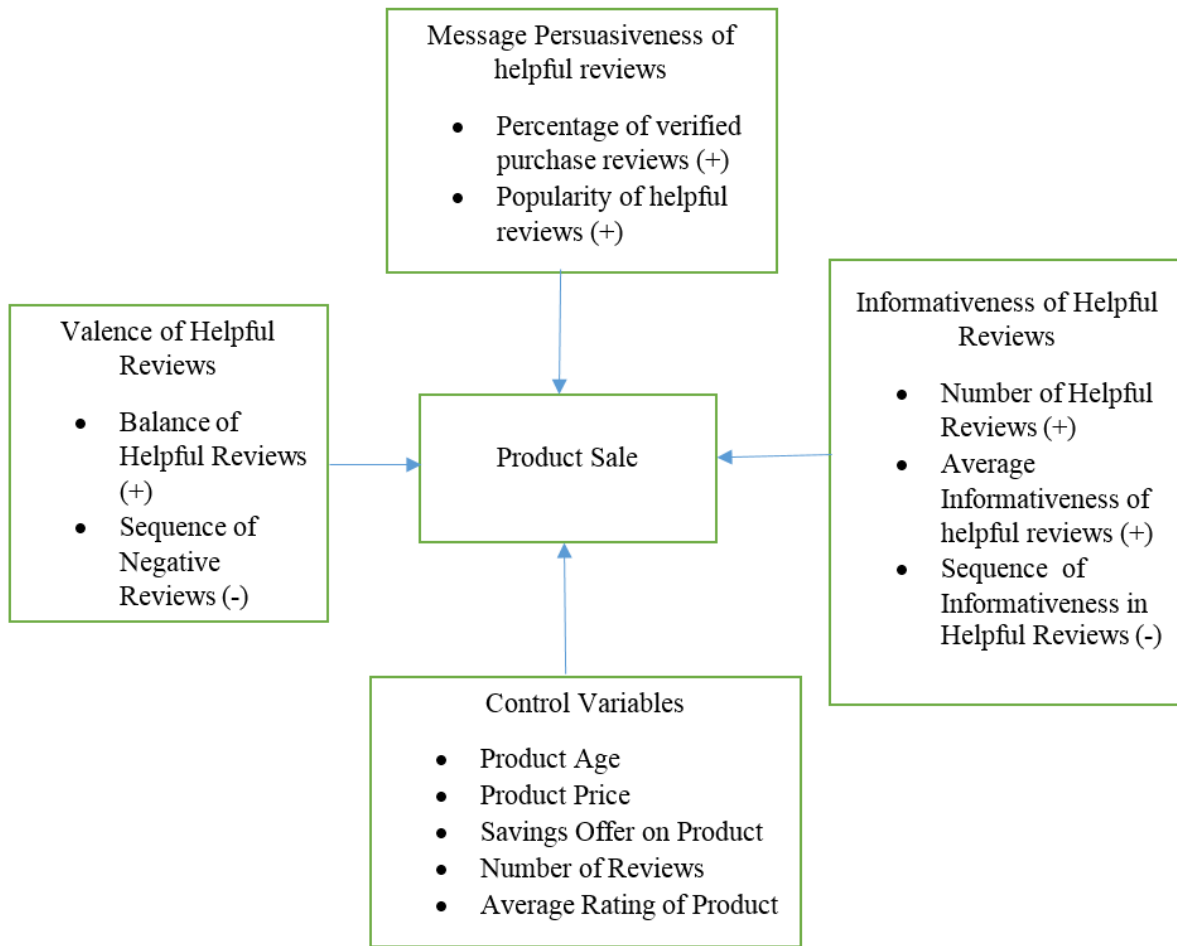 Message Persuasiveness of
helpful reviews
● Percentage of verified
purchase reviews (+)
● Popularity of helpful
reviews (+)
Valence of Helpful
Reviews
● Balance of
Helpful Reviews
(+)
● Sequence of
Negative
Reviews (-)
Product Sale
Informativeness of Helpful
Reviews
● Number of Helpful
Reviews (+)
● Average
Informativeness of
helpful reviews (+)
● Sequence of
Informativeness in
Helpful Reviews (-)
Control Variables
● Product Age
● Product Price
● Savings Offer on Product
● Number of Reviews
● Average Rating of Product